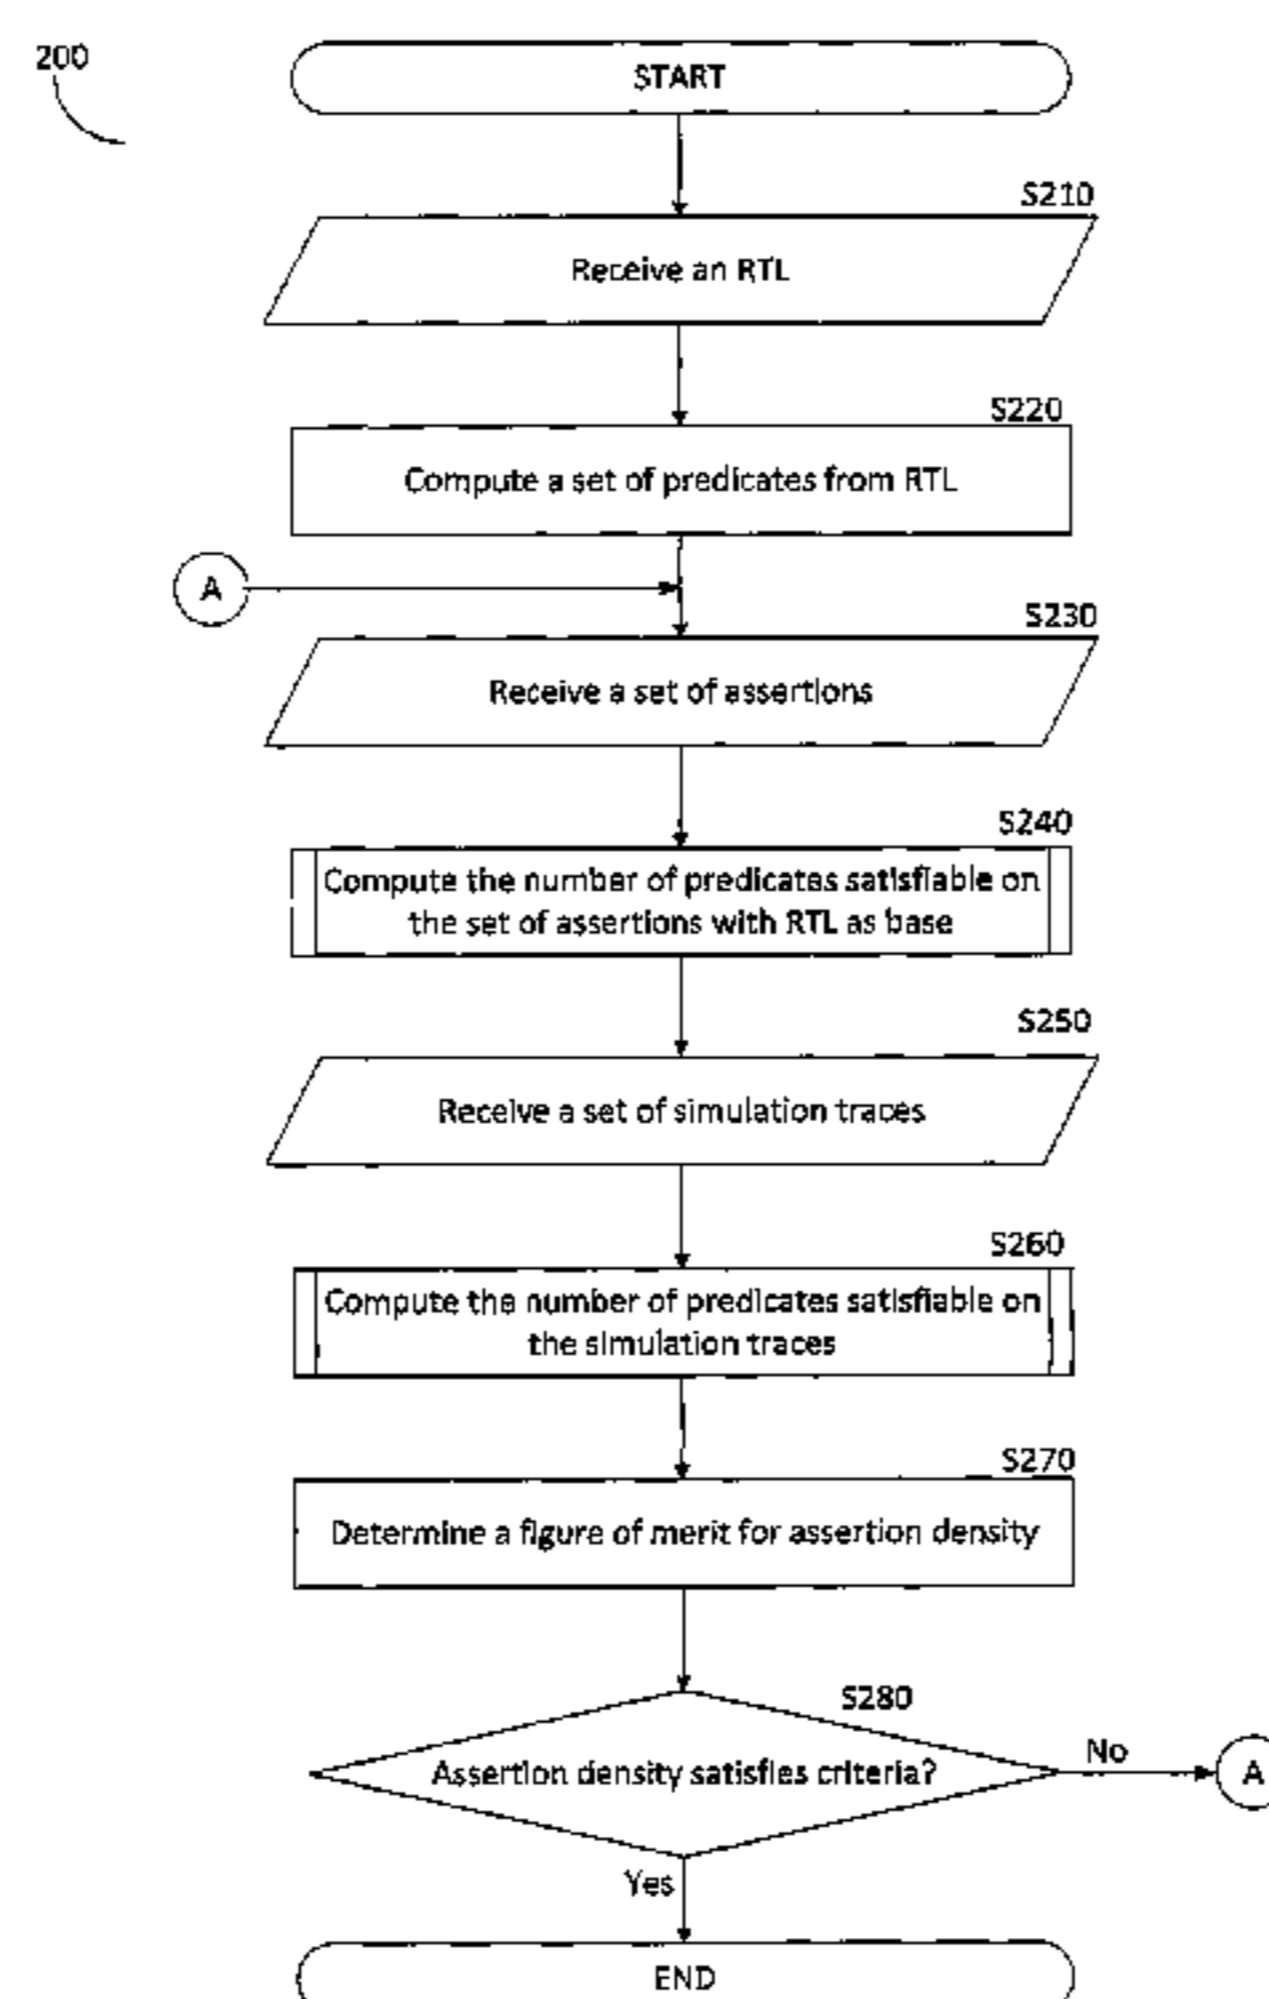 200
START
S210
Receive an RTL
S220
Compute a set of predicates from RTL
A
S230
Receive a set of assertions
S240
Compute the number of predicates satisfiable on
the set of assertions with RTL as base
S250
Receive a set of simulation traces
S260
Compute the number of predicates satisfiable on
the simulation traces
S270
Determine a figure of merit for assertion density
S280
Assertion density satisfies criteria?
No
A
Yes
END